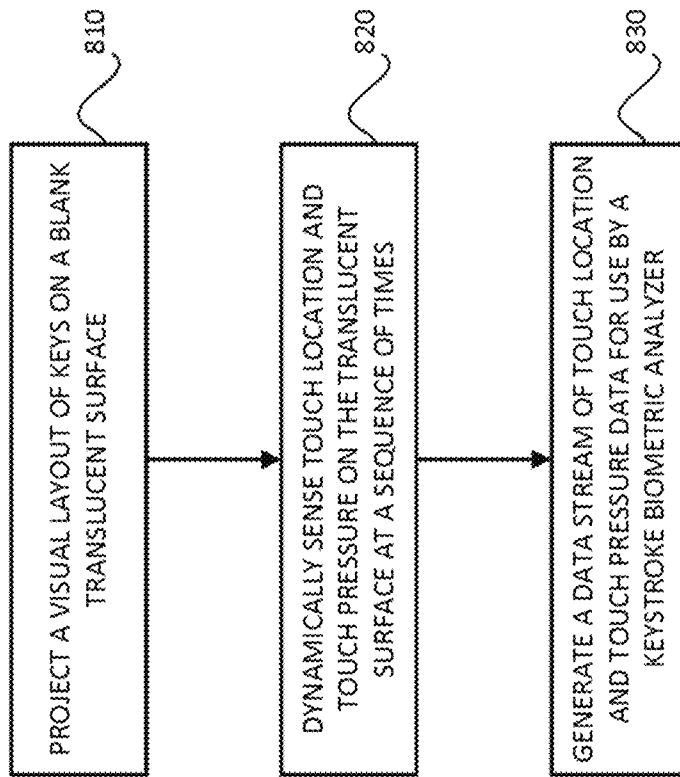 PROJECT A VISUAL LAYOUT OF KEYS ON A BLANK
TRANSLUCENT SURFACE
810
DYNAMICALLY SENSE TOUCH LOCATION AND
TOUCH PRESSURE ON THE TRANSLUCENT
SURFACE AT A SEQUENCE OF TIMES
820
GENERATE A DATA STREAM OF TOUCH LOCATION
AND TOUCH PRESSURE DATA FOR USE BY A
KEYSTROKE BIOMETRIC ANALYZER
830